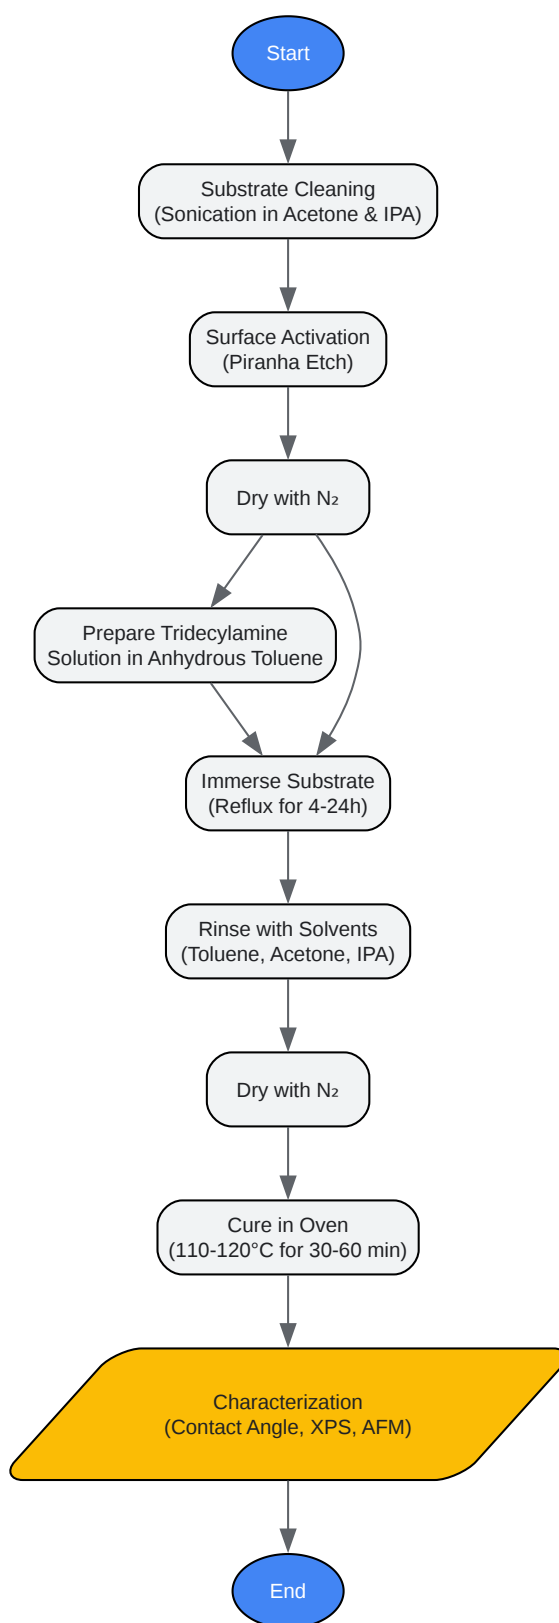 Start
Substrate Cleaning
(Sonication in Acetone & IPA)
Surface Activation
(Piranha Etch)
Dry with N₂
Prepare Tridecylamine
Solution in Anhydrous Toluene
Immerse Substrate
(Reflux for 4-24h)
Rinse with Solvents
(Toluene, Acetone, IPA)
Dry with N₂
Cure in Oven
(110-120°C for 30-60 min)
Characterization
(Contact Angle, XPS, AFM)
End